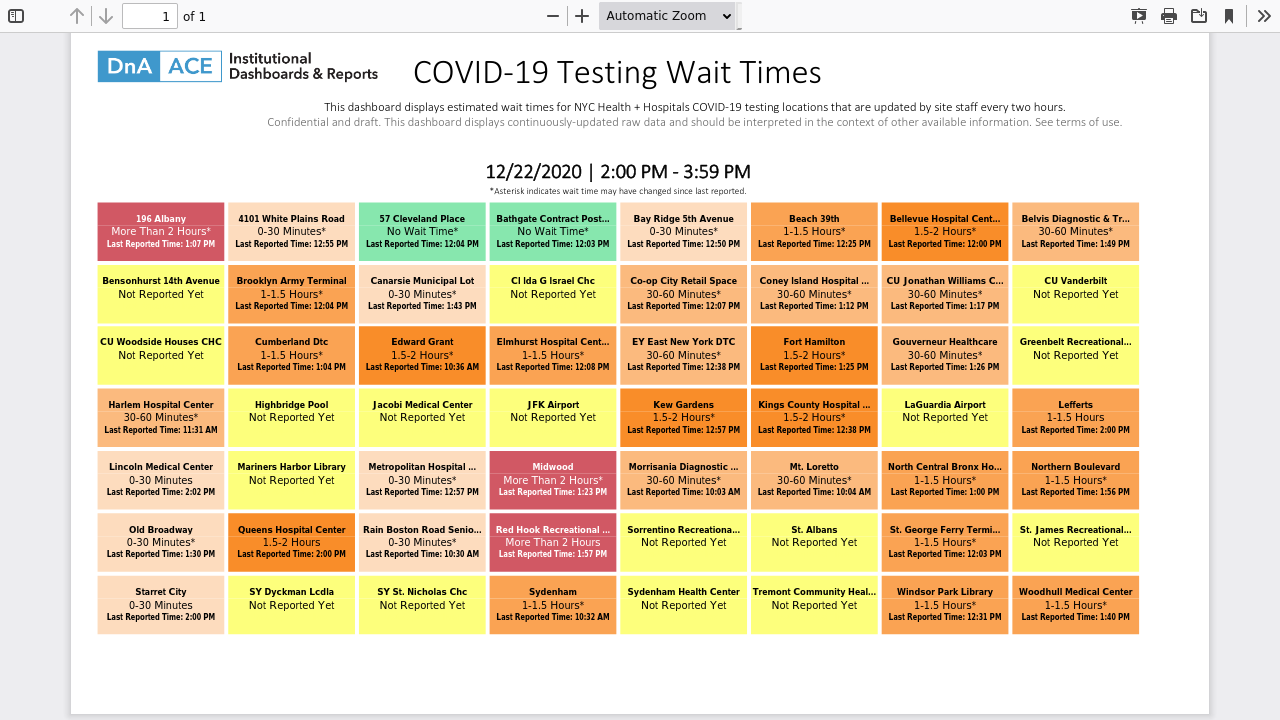 1 of 1 Automatic Zoom
DnA ACE Institutional Dashboards & Reports
COVID-19 Testing Wait Times
This dashboard displays estimated wait times for NYC Health + Hospitals COVID-19 testing locations that are updated by site staff every two hours.
Confidential and draft. This dashboard displays continuously-updated raw data and should be interpreted in the context of other available information. See terms of use.
12/22/2020 | 2:00 PM - 3:59 PM
*Asterisk indicates wait time may have changed since last reported.
196 Albany
More Than 2 Hours*
Last Reported Time: 1:07 PM
4101 White Plains Road
0-30 Minutes*
Last Reported Time: 12:55 PM
57 Cleveland Place
No Wait Time*
Last Reported Time: 12:04 PM
Bathgate Contract Post...
No Wait Time*
Last Reported Time: 12:03 PM
Bay Ridge 5th Avenue
0-30 Minutes*
Last Reported Time: 12:50 PM
Beach 39th
1-1.5 Hours*
Last Reported Time: 12:25 PM
Bellevue Hospital Cent...
1.5-2 Hours*
Last Reported Time: 12:00 PM
Belvis Diagnostic & Tr...
30-60 Minutes*
Last Reported Time: 1:49 PM
Bensonhurst 14th Avenue
Not Reported Yet
Brooklyn Army Terminal
1-1.5 Hours*
Last Reported Time: 12:04 PM
Canarsie Municipal Lot
0-30 Minutes*
Last Reported Time: 1:43 PM
CI Ida G Israel Chc
Not Reported Yet
Co-op City Retail Space
30-60 Minutes*
Last Reported Time: 12:07 PM
Coney Island Hospital ...
30-60 Minutes*
Last Reported Time: 1:12 PM
CU Jonathan Williams C...
30-60 Minutes*
Last Reported Time: 1:17 PM
CU Vanderbilt
Not Reported Yet
CU Woodside Houses CHC
Not Reported Yet
Cumberland Dtc
1-1.5 Hours*
Last Reported Time: 1:04 PM
Edward Grant
1.5-2 Hours*
Last Reported Time: 10:36 AM
Elmhurst Hospital Cent...
1-1.5 Hours*
Last Reported Time: 12:08 PM
EY East New York DTC
30-60 Minutes*
Last Reported Time: 12:38 PM
Fort Hamilton
1.5-2 Hours*
Last Reported Time: 1:25 PM
Gouverneur Healthcare
30-60 Minutes*
Last Reported Time: 1:26 PM
Greenbelt Recreational...
Not Reported Yet
Harlem Hospital Center
30-60 Minutes*
Last Reported Time: 11:31 AM
Highbridge Pool
Not Reported Yet
Jacobi Medical Center
Not Reported Yet
JFK Airport
Not Reported Yet
Kew Gardens
1.5-2 Hours*
Last Reported Time: 12:57 PM
Kings County Hospital ...
1.5-2 Hours*
Last Reported Time: 12:38 PM
LaGuardia Airport
Not Reported Yet
Lefferts
1-1.5 Hours
Last Reported Time: 2:00 PM
Lincoln Medical Center
0-30 Minutes
Last Reported Time: 2:02 PM
Mariners Harbor Library
Not Reported Yet
Metropolitan Hospital ...
0-30 Minutes*
Last Reported Time: 12:57 PM
Midwood
More Than 2 Hours*
Last Reported Time: 1:23 PM
Morrisania Diagnostic ...
30-60 Minutes*
Last Reported Time: 10:03 AM
Mt. Loretto
30-60 Minutes*
Last Reported Time: 10:04 AM
North Central Bronx Ho...
1-1.5 Hours*
Last Reported Time: 1:00 PM
Northern Boulevard
1-1.5 Hours*
Last Reported Time: 1:56 PM
Old Broadway
0-30 Minutes*
Last Reported Time: 1:30 PM
Queens Hospital Center
1.5-2 Hours
Last Reported Time: 2:00 PM
Rain Boston Road Senio...
0-30 Minutes*
Last Reported Time: 10:30 AM
Red Hook Recreational ...
More Than 2 Hours
Last Reported Time: 1:57 PM
Sorrentino Recreationa...
Not Reported Yet
St. Albans
Not Reported Yet
St. George Ferry Termi...
1-1.5 Hours*
Last Reported Time: 12:03 PM
St. James Recreational...
Not Reported Yet
Starret City
0-30 Minutes
Last Reported Time: 2:00 PM
SY Dyckman Lcdla
Not Reported Yet
SY St. Nicholas Chc
Not Reported Yet
Sydenham
1-1.5 Hours*
Last Reported Time: 10:32 AM
Sydenham Health Center
Not Reported Yet
Tremont Community Heal...
Not Reported Yet
Windsor Park Library
1-1.5 Hours*
Last Reported Time: 12:31 PM
Woodhull Medical Center
1-1.5 Hours*
Last Reported Time: 1:40 PM